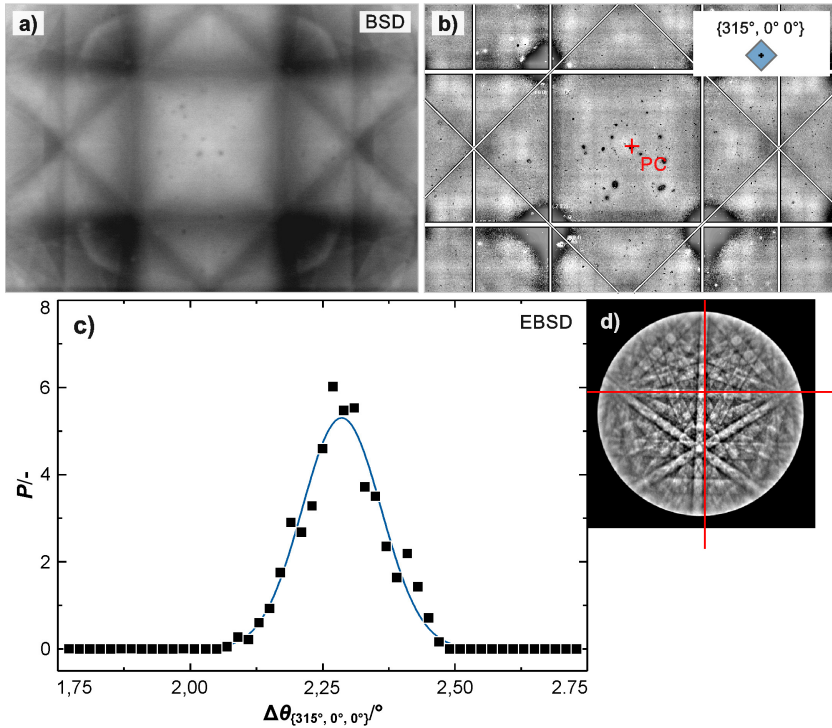 a)
BSD
b)
{315°, 0° 0°}
PC
c)
EBSD
d)
8
6
4
2
0
P/-
1,75
2,00
2,25
2,50
2.75
Δθ{315°, 0°, 0°}/°